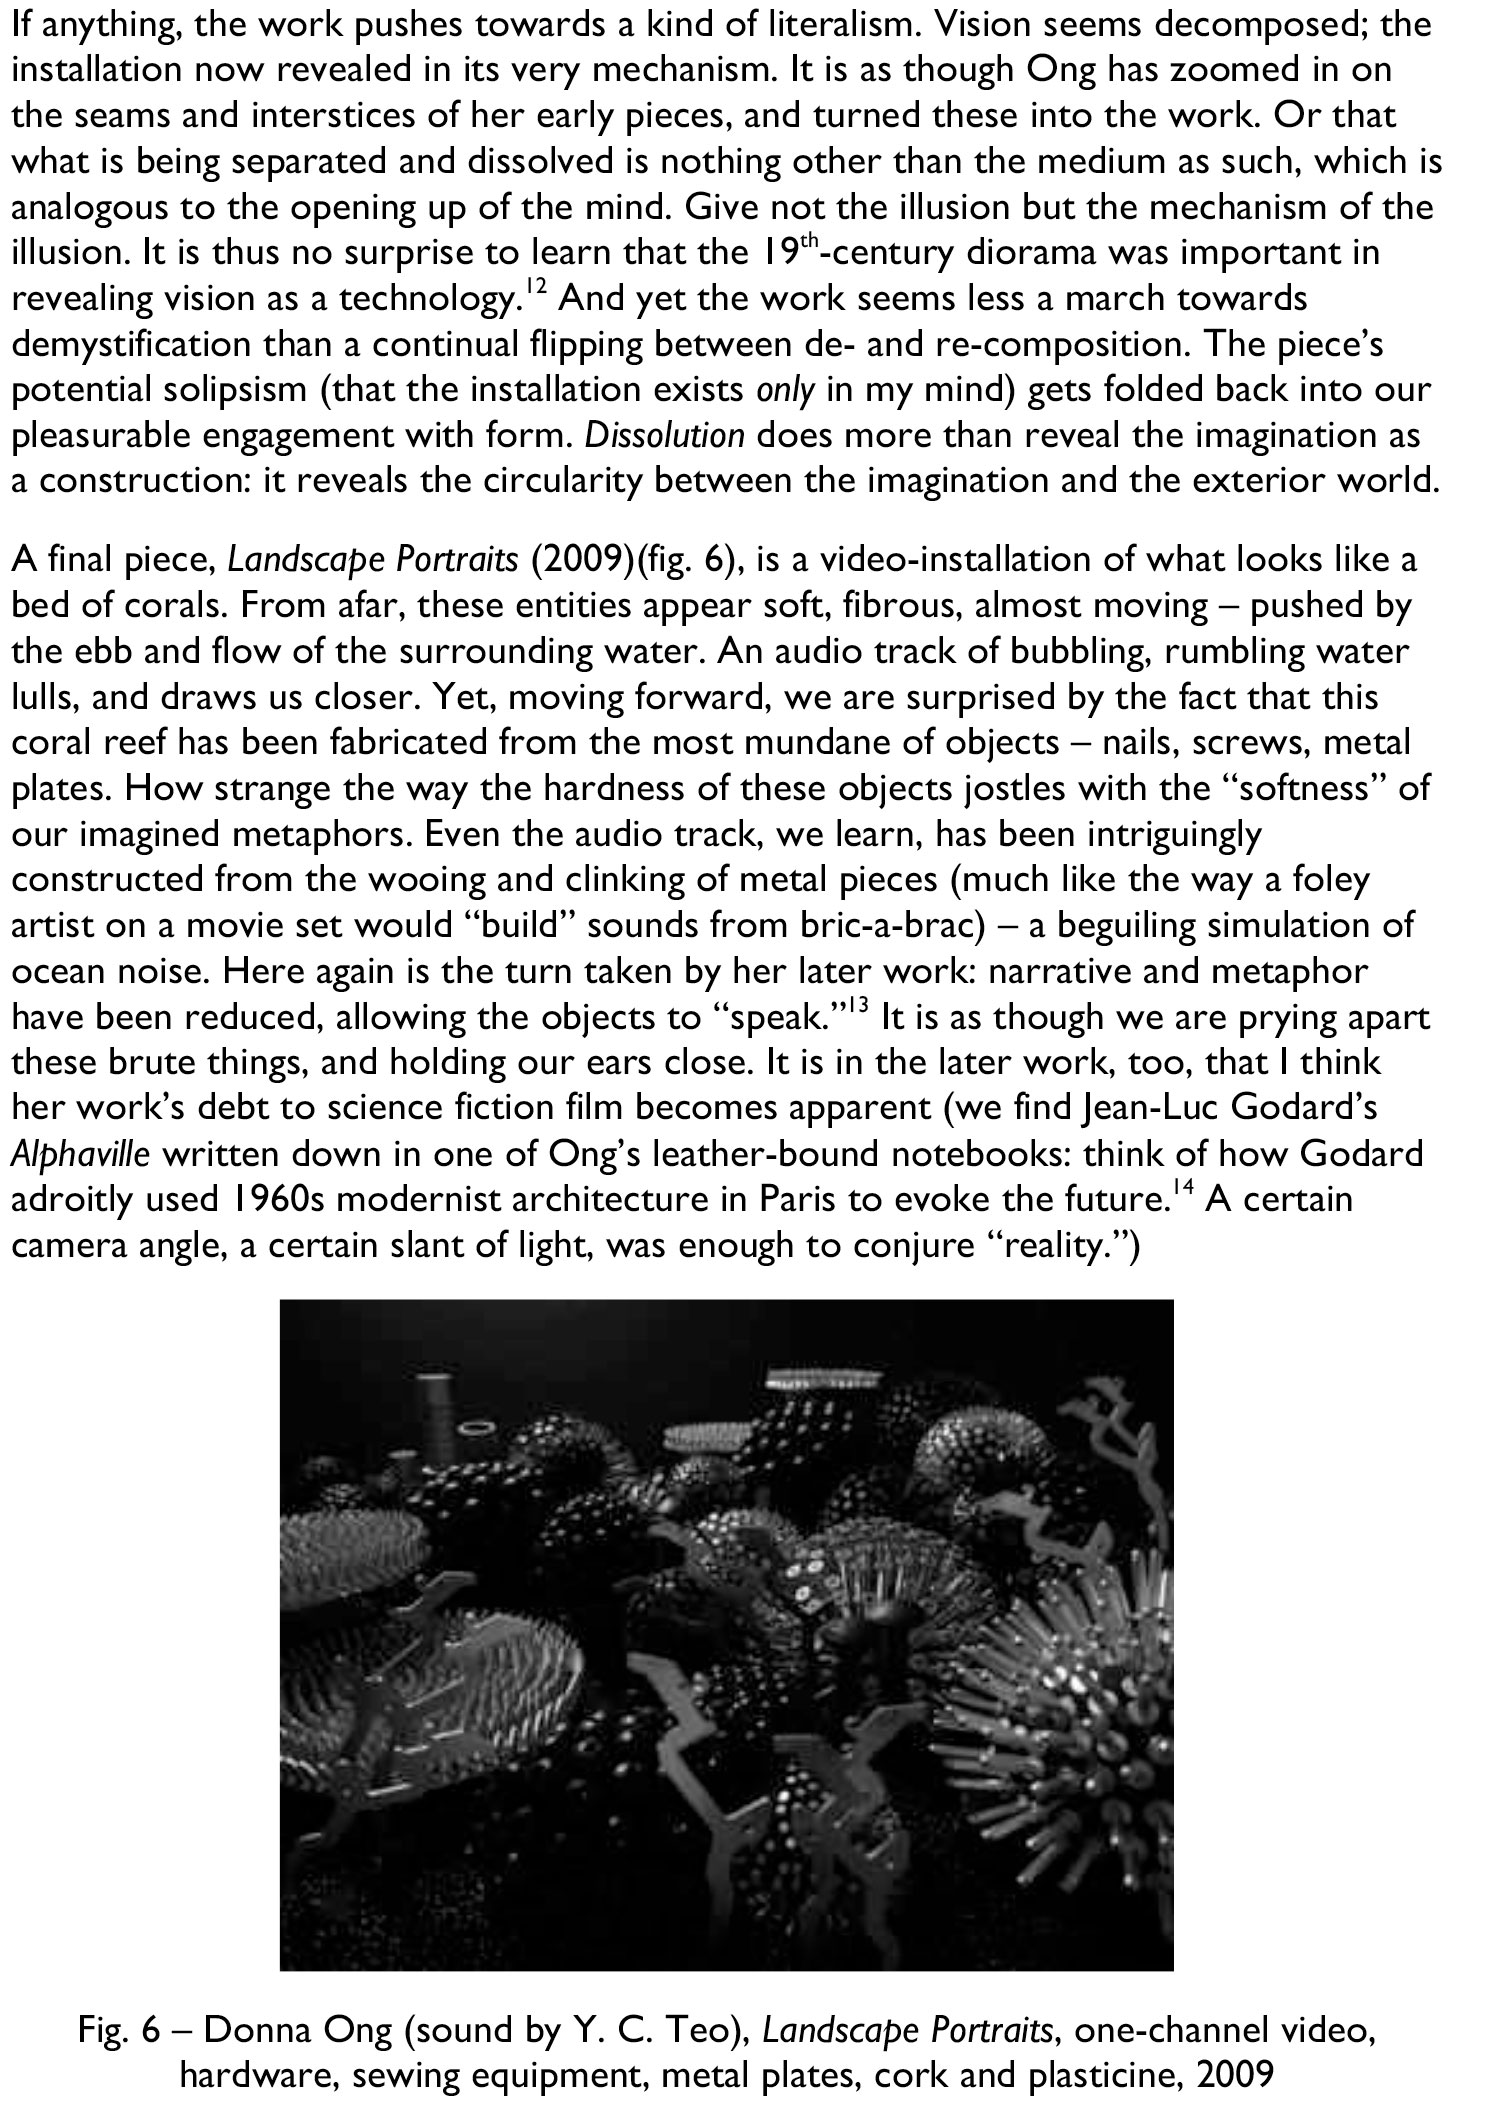 If anything, the work pushes towards a kind of literalism. Vision seems decomposed; the
installation now revealed in its very mechanism. It is as though Ong has zoomed in on
the seams and interstices of her early pieces, and turned these into the work. Or that
what is being separated and dissolved is nothing other than the medium as such, which is
analogous to the opening up of the mind. Give not the illusion but the mechanism of the
illusion. It is thus no surprise to learn that the 19th-century diorama was important in
revealing vision as a technology.12 And yet the work seems less a march towards
demystification than a continual flipping between de- and re-composition. The piece’s
potential solipsism (that the installation exists only in my mind) gets folded back into our
pleasurable engagement with form. Dissolution does more than reveal the imagination as
a construction: it reveals the circularity between the imagination and the exterior world.
A final piece, Landscape Portraits (2009)(fig. 6), is a video-installation of what looks like a
bed of corals. From afar, these entities appear soft, fibrous, almost moving – pushed by
the ebb and flow of the surrounding water. An audio track of bubbling, rumbling water
lulls, and draws us closer. Yet, moving forward, we are surprised by the fact that this
coral reef has been fabricated from the most mundane of objects – nails, screws, metal
plates. How strange the way the hardness of these objects jostles with the “softness” of
our imagined metaphors. Even the audio track, we learn, has been intriguingly
constructed from the wooing and clinking of metal pieces (much like the way a foley
artist on a movie set would “build” sounds from bric-a-brac) – a beguiling simulation of
ocean noise. Here again is the turn taken by her later work: narrative and metaphor
have been reduced, allowing the objects to “speak.”13 It is as though we are prying apart
these brute things, and holding our ears close. It is in the later work, too, that I think
her work’s debt to science fiction film becomes apparent (we find Jean-Luc Godard’s
Alphaville written down in one of Ong’s leather-bound notebooks: think of how Godard
adroitly used 1960s modernist architecture in Paris to evoke the future.14 A certain
camera angle, a certain slant of light, was enough to conjure “reality.”)
Fig. 6 – Donna Ong (sound by Y. C. Teo), Landscape Portraits, one-channel video,
hardware, sewing equipment, metal plates, cork and plasticine, 2009